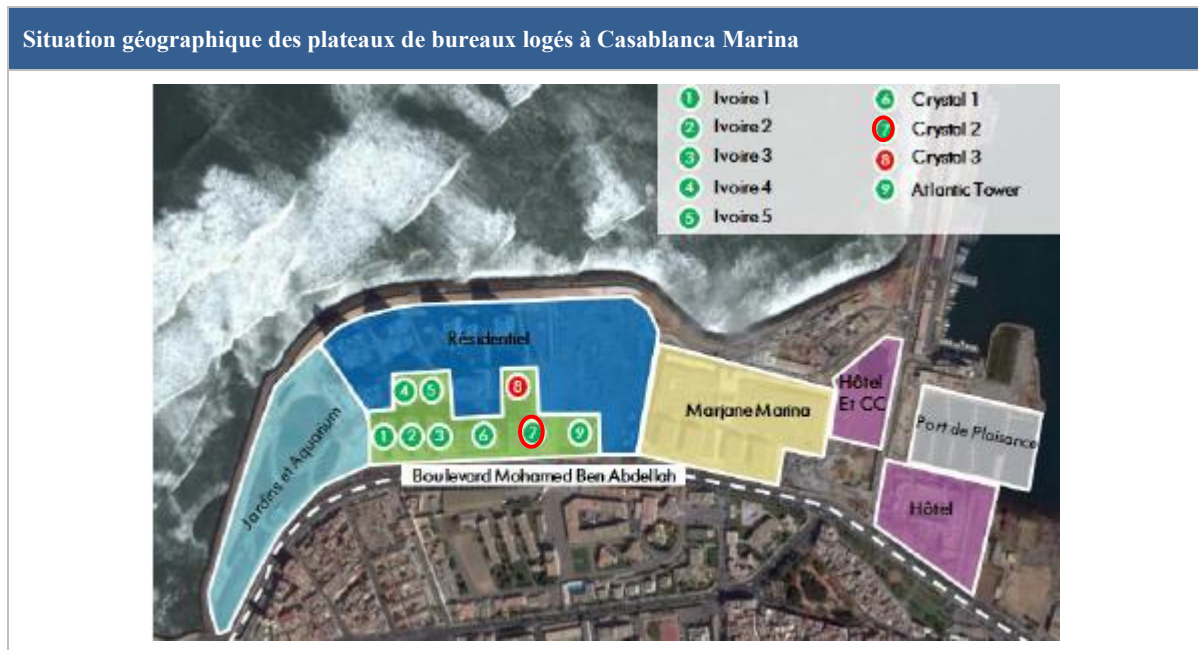 Situation géographique des plateaux de bureaux logés à Casablanca Marina
1 Ivoire 1
2 Ivoire 2
3 Ivoire 3
4 Ivoire 4
5 Ivoire 5
6 Crystal 1
7 Crystal 2
8 Crystal 3
9 Atlantic Tower
Résidentiel
4 5 8
1 2 3 6 7 9
Jardins et Aquarium
Marjane Marina
Hôtel
Et CC
Port de Plaisance
Hôtel
Boulevard Mohamed Ben Abdellah